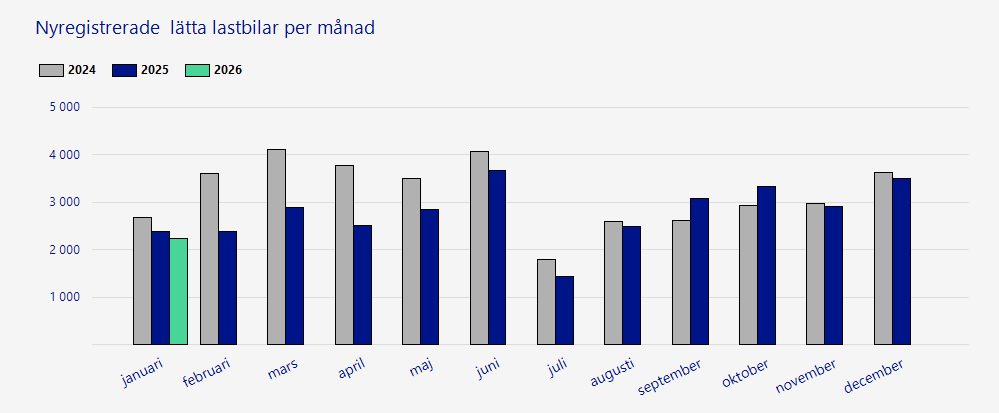 Nyregistrerade  lätta lastbilar per månad
2024 2025 2026
5 000
4 000
3 000
2 000
1 000
januari februari mars april maj juni juli augusti september oktober november december